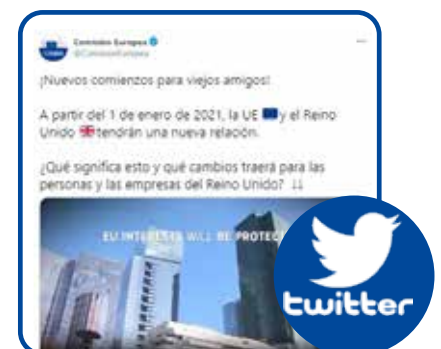 Comisión Europea
@ComisionEuropea
¡Nuevos comienzos para viejos amigos!
A partir del 1 de enero de 2021, la UE y el Reino
Unido tendrán una nueva relación.
¿Qué significa esto y qué cambios traerá para las
personas y las empresas del Reino Unido?
EU INTERESTS WILL BE PROTEC
twitter